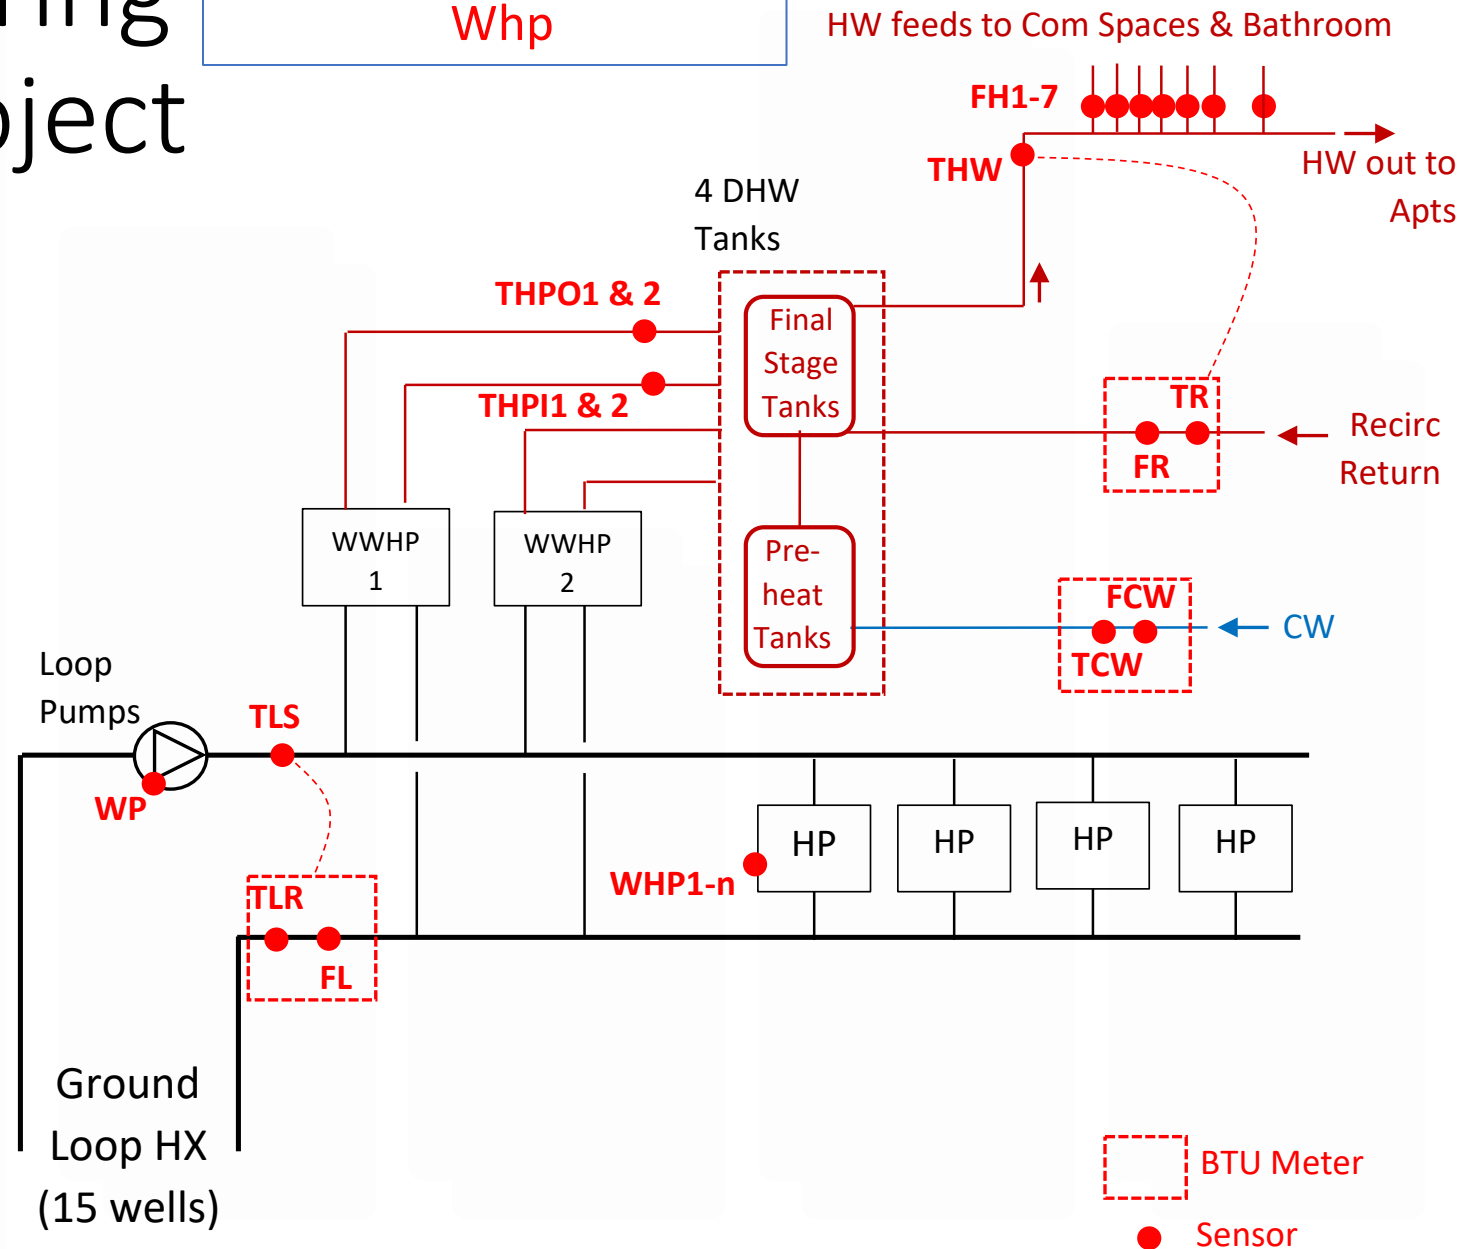 Whp
HW feeds to Com Spaces & Bathroom
FH1-7
THW
HW out to
Apts
4 DHW
Tanks
THPO1 & 2
Final
Stage
Tanks
THPI1 & 2
TR
FR
Recirc
Return
WWHP
1
WWHP
2
Pre-
heat
Tanks
FCW
TCW
CW
Loop
Pumps
TLS
WP
HP
HP
HP
HP
WHP1-n
TLR
FL
Ground
Loop HX
(15 wells)
BTU Meter
Sensor